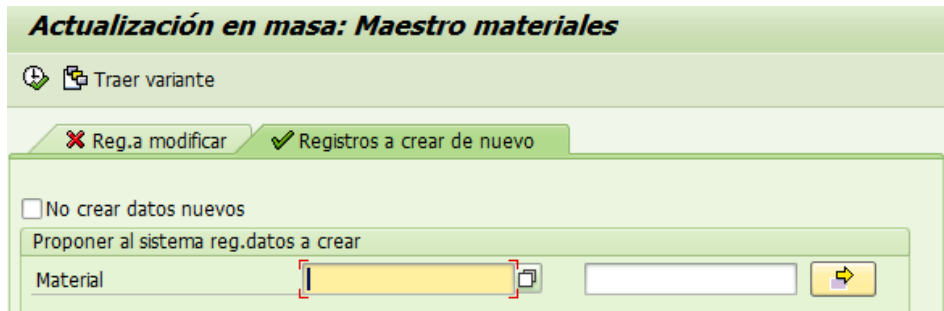 Actualización en masa: Maestro materiales
Traer variante
Reg.a modificar Registros a crear de nuevo
No crear datos nuevos
Proponer al sistema reg.datos a crear
Material